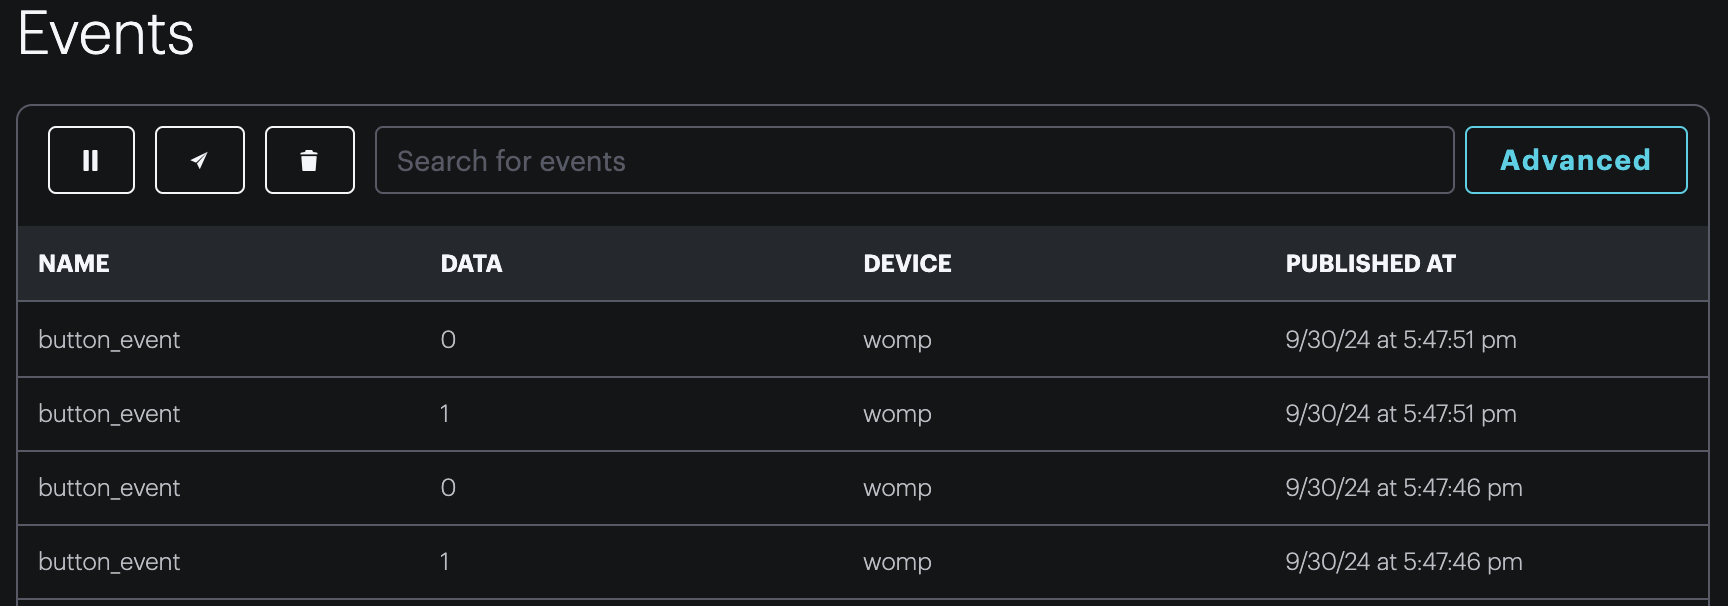 Events
Search for events Advanced
NAME DATA DEVICE PUBLISHED AT
button_event 0 womp 9/30/24 at 5:47:51 pm
button_event 1 womp 9/30/24 at 5:47:51 pm
button_event 0 womp 9/30/24 at 5:47:46 pm
button_event 1 womp 9/30/24 at 5:47:46 pm